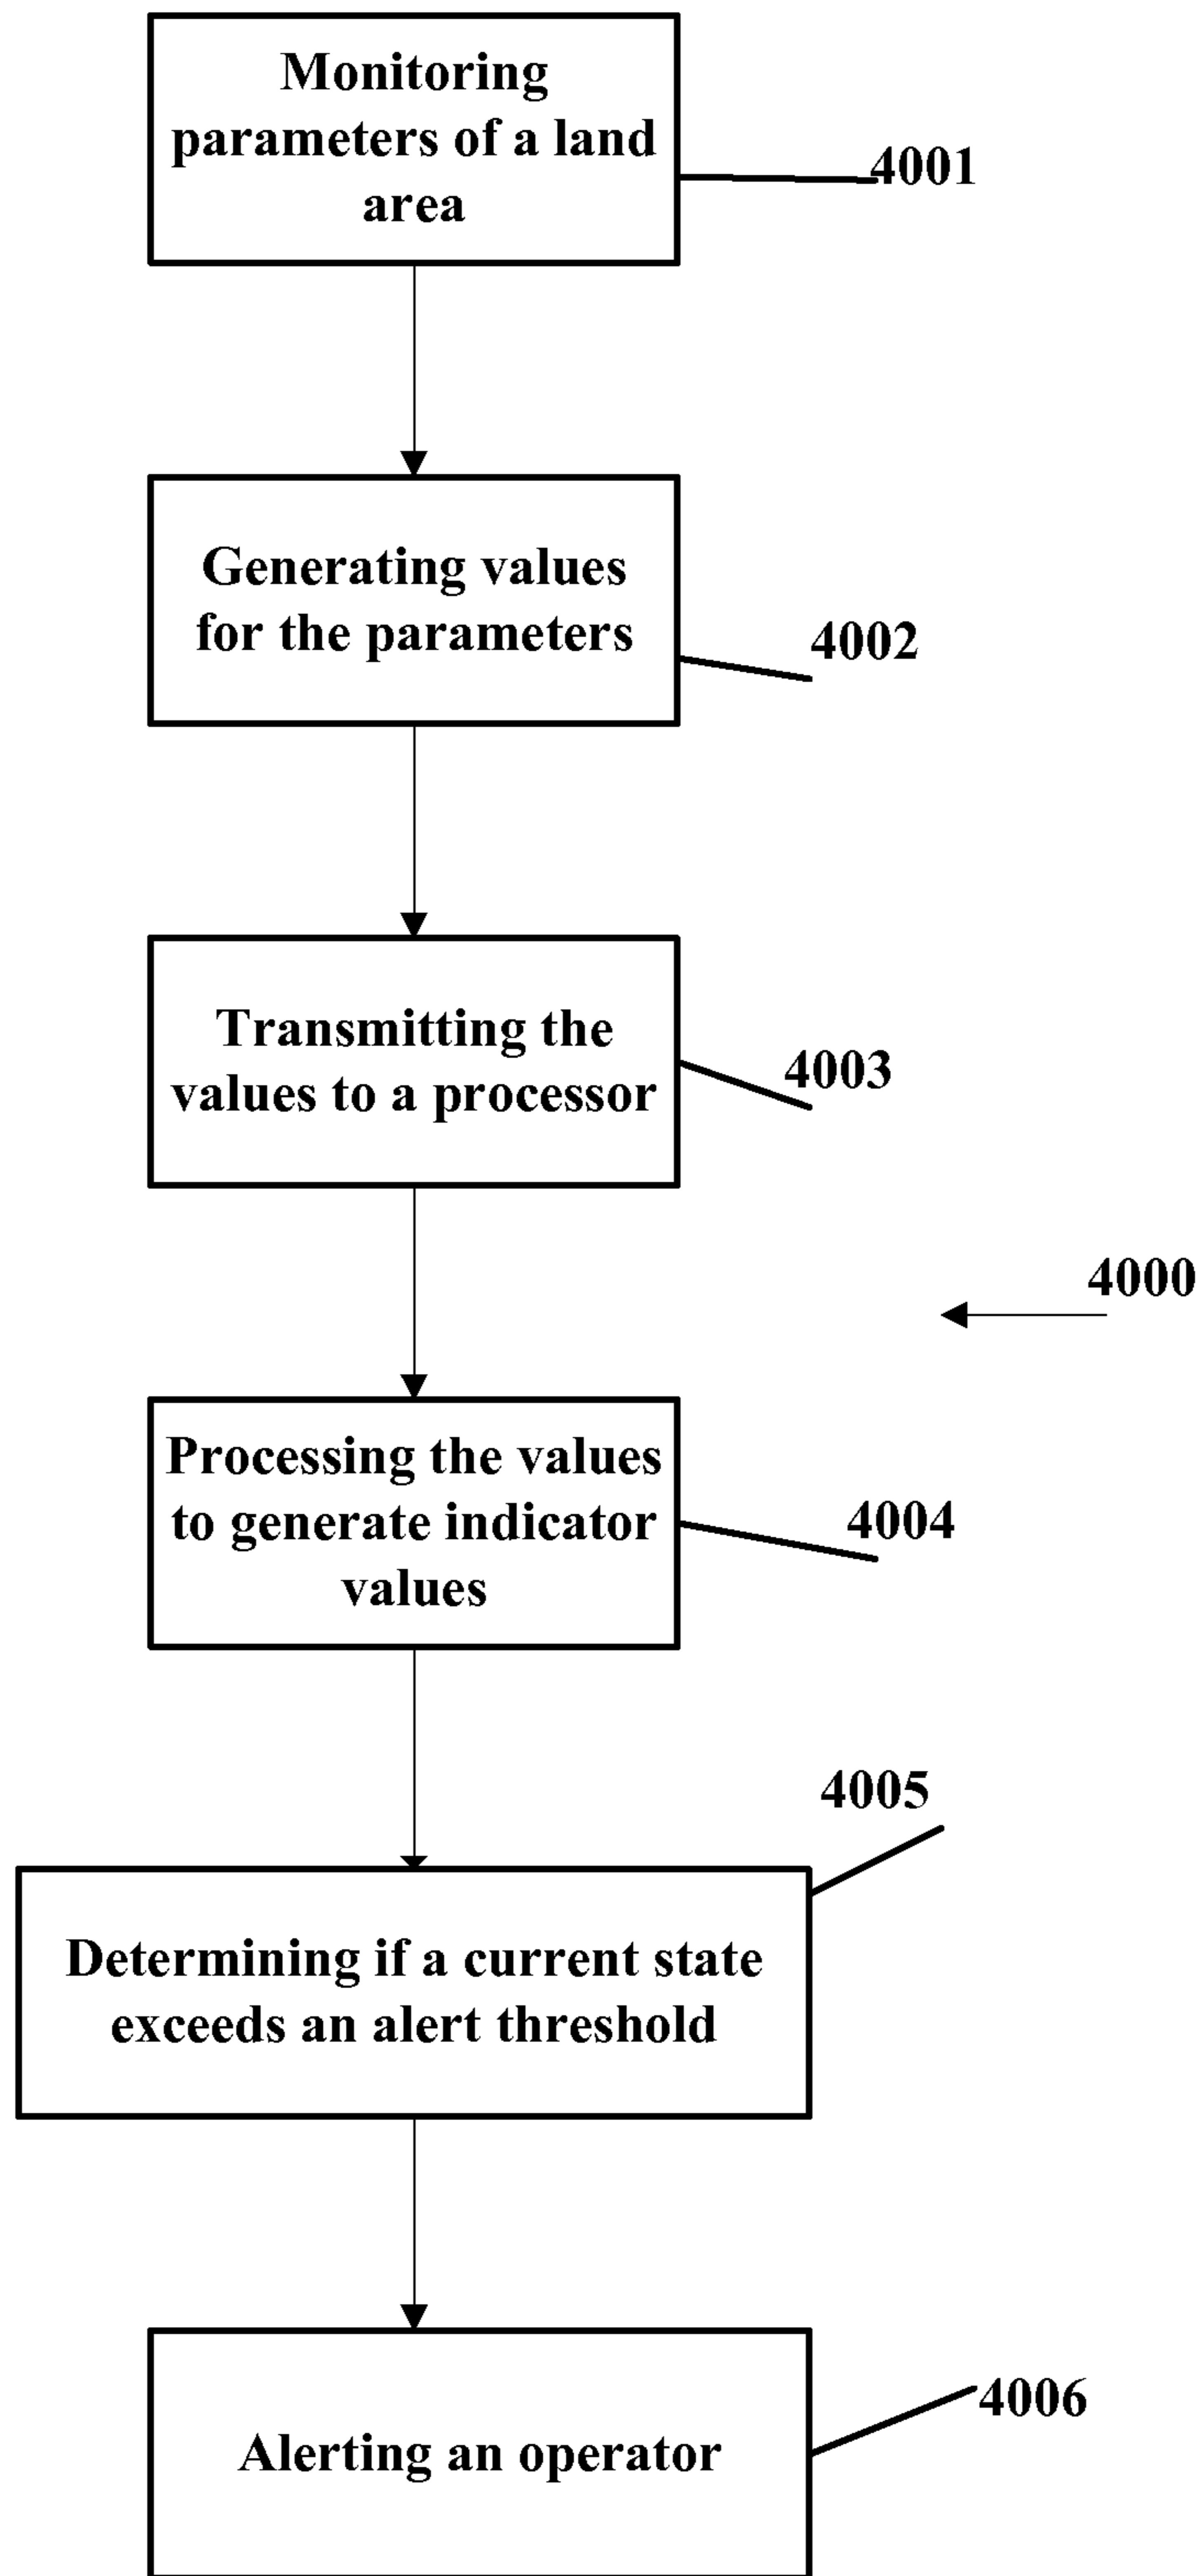 Monitoring
parameters of a land
area
4001
Generating values
for the parameters
4002
Transmitting the
values to a processor
4003
4000
Processing the values
to generate indicator
values
4004
4005
Determining if a current state
exceeds an alert threshold
Alerting an operator
4006